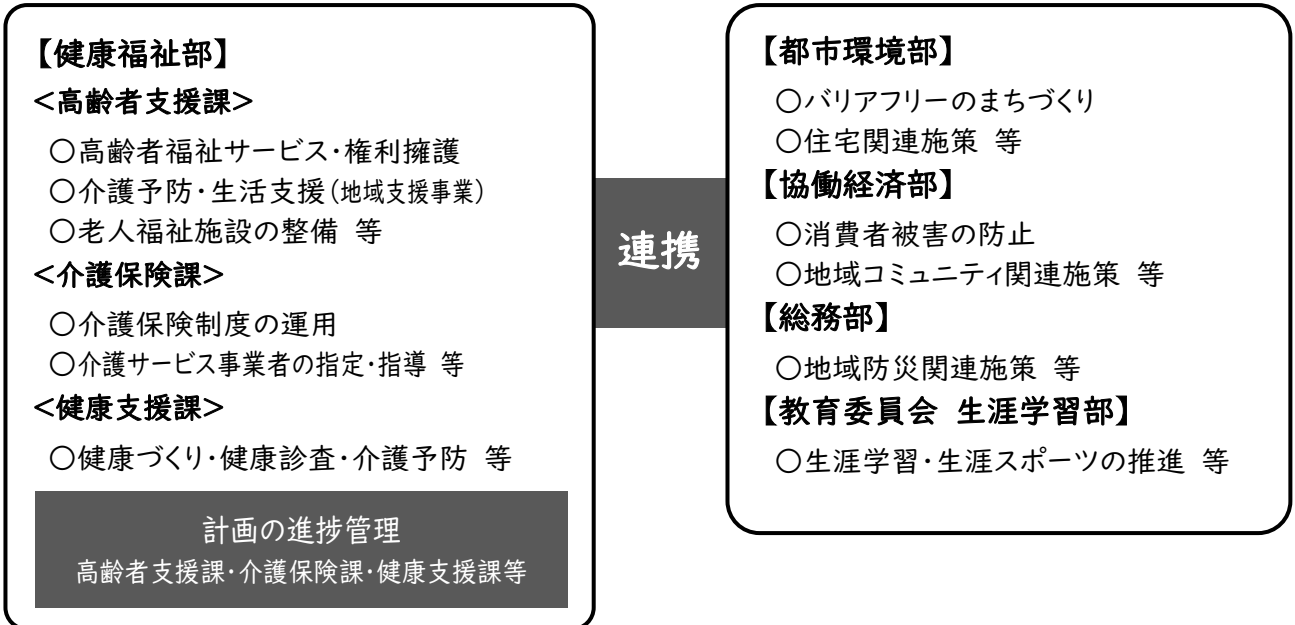 【健康福祉部】
<高齢者支援課>
○高齢者福祉サービス・権利擁護
○介護予防・生活支援(地域支援事業)
○老人福祉施設の整備 等
<介護保険課>
○介護保険制度の運用
○介護サービス事業者の指定・指導 等
<健康支援課>
○健康づくり・健康診査・介護予防 等
計画の進捗管理
高齢者支援課・介護保険課・健康支援課等
連携
【都市環境部】
○バリアフリーのまちづくり
○住宅関連施策 等
【協働経済部】
○消費者被害の防止
○地域コミュニティ関連施策 等
【総務部】
○地域防災関連施策 等
【教育委員会 生涯学習部】
○生涯学習・生涯スポーツの推進 等